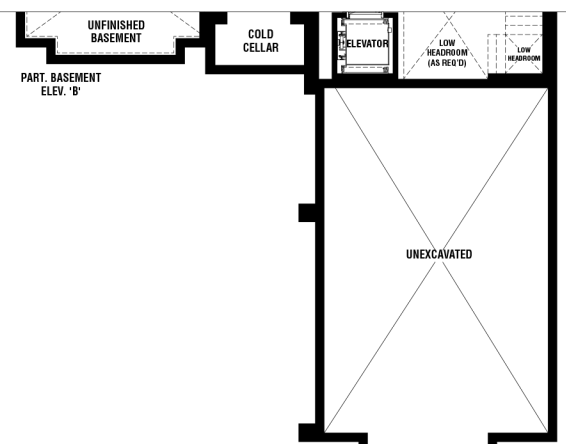 UNFINISHED
BASEMENT
COLD
CELLAR
ELEVATOR
LOW
HEADROOM
(AS REQ'D)
LOW
HEADROOM
PART. BASEMENT
ELEV. 'B'
UNEXCAVATED